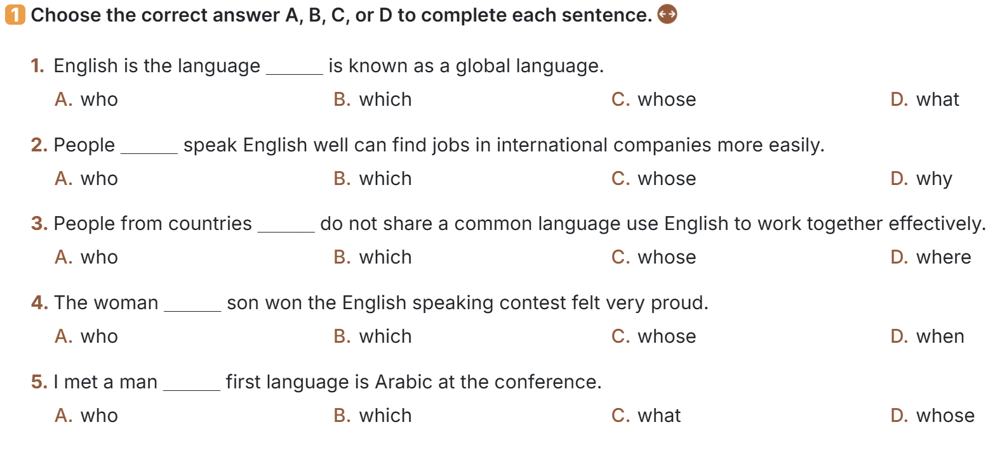 1 Choose the correct answer A, B, C, or D to complete each sentence.
1. English is the language ______ is known as a global language.
A. who B. which C. whose D. what
2. People ______ speak English well can find jobs in international companies more easily.
A. who B. which C. whose D. why
3. People from countries ______ do not share a common language use English to work together effectively.
A. who B. which C. whose D. where
4. The woman ______ son won the English speaking contest felt very proud.
A. who B. which C. whose D. when
5. I met a man ______ first language is Arabic at the conference.
A. who B. which C. what D. whose